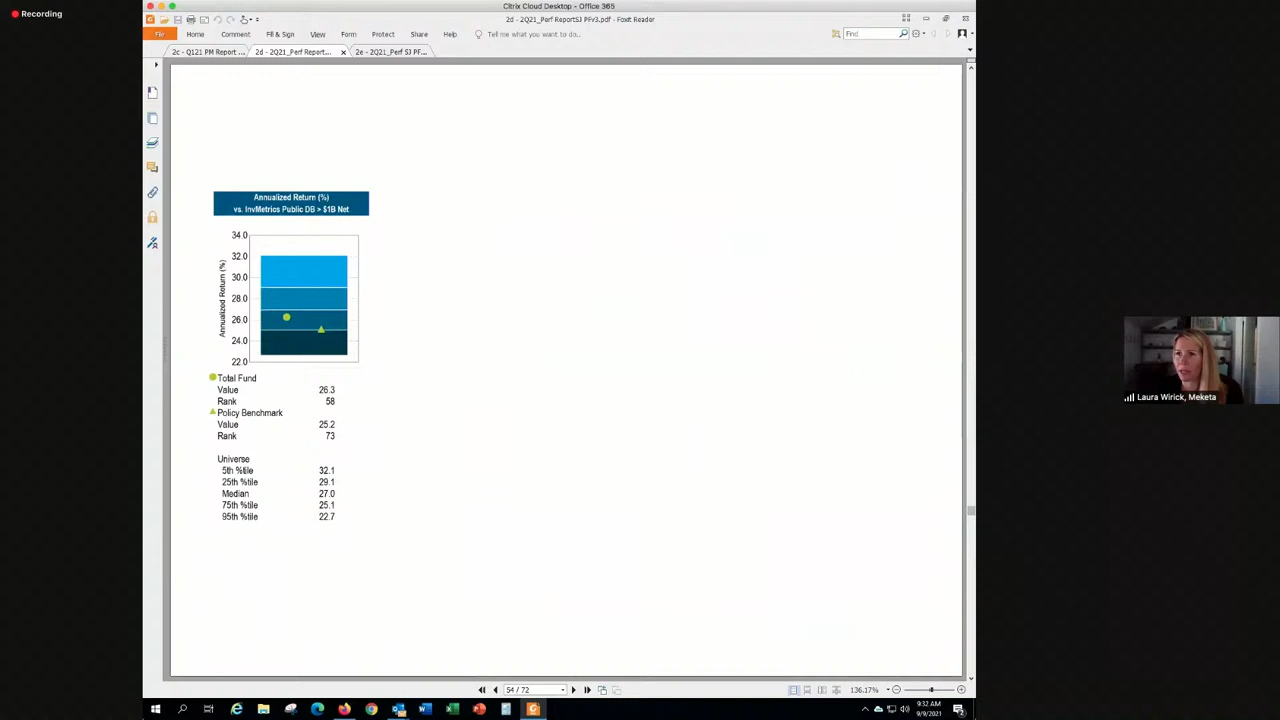 Recording
Citrix Cloud Desktop - Office 365
2d - 2Q21_Perf ReportSJ PFv3.pdf - Foxit Reader
File Home Comment Fill & Sign View Form Protect Share Help Tell me what you want to do.. Find
2c - Q121 PM Report ... 2d - 2Q21_Perf Report... 2e - 2Q21_Perf SJ PF...
Annualized Return (%)
vs. InvMetrics Public DB > $1B Net
34.0
32.0
30.0
28.0
26.0
24.0
22.0
Annualized Return (%)
Total Fund
Value 26.3
Rank 58
Policy Benchmark
Value 25.2
Rank 73
Universe
5th %tile 32.1
25th %tile 29.1
Median 27.0
75th %tile 25.1
95th %tile 22.7
Laura Wirick, Meketa
54 / 72
136.17%
9:32 AM
9/9/2021